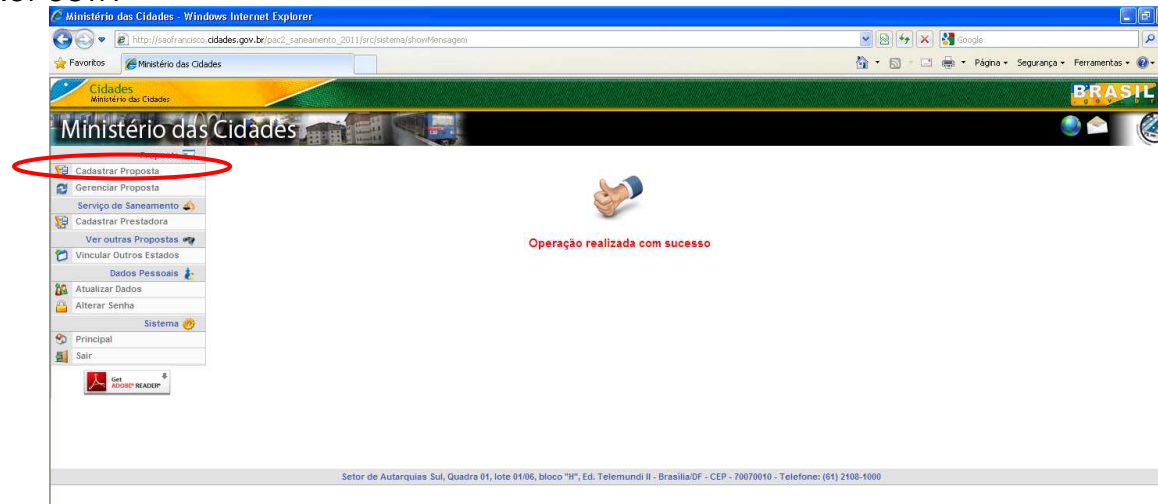 Ministério das Cidades - Windows Internet Explorer
http://saofrancisco.cidades.gov.br/pac2_saneamento_2011/src/sistema/showMensagem
Google
Favoritos
Ministério das Cidades
Página
Segurança
Ferramentas
Cidades
Ministério das Cidades
BRASIL
Ministério das Cidades
Proposta
Cadastrar Proposta
Gerenciar Proposta
Serviço de Saneamento
Cadastrar Prestadora
Ver outras Propostas
Vincular Outros Estados
Dados Pessoais
Atualizar Dados
Alterar Senha
Sistema
Principal
Sair
Get
ADOBE® READER®
Operação realizada com sucesso
Setor de Autarquias Sul, Quadra 01, lote 01/06, bloco "H", Ed. Telemundi II - Brasília/DF - CEP - 70070010 - Telefone: (61) 2108-1000